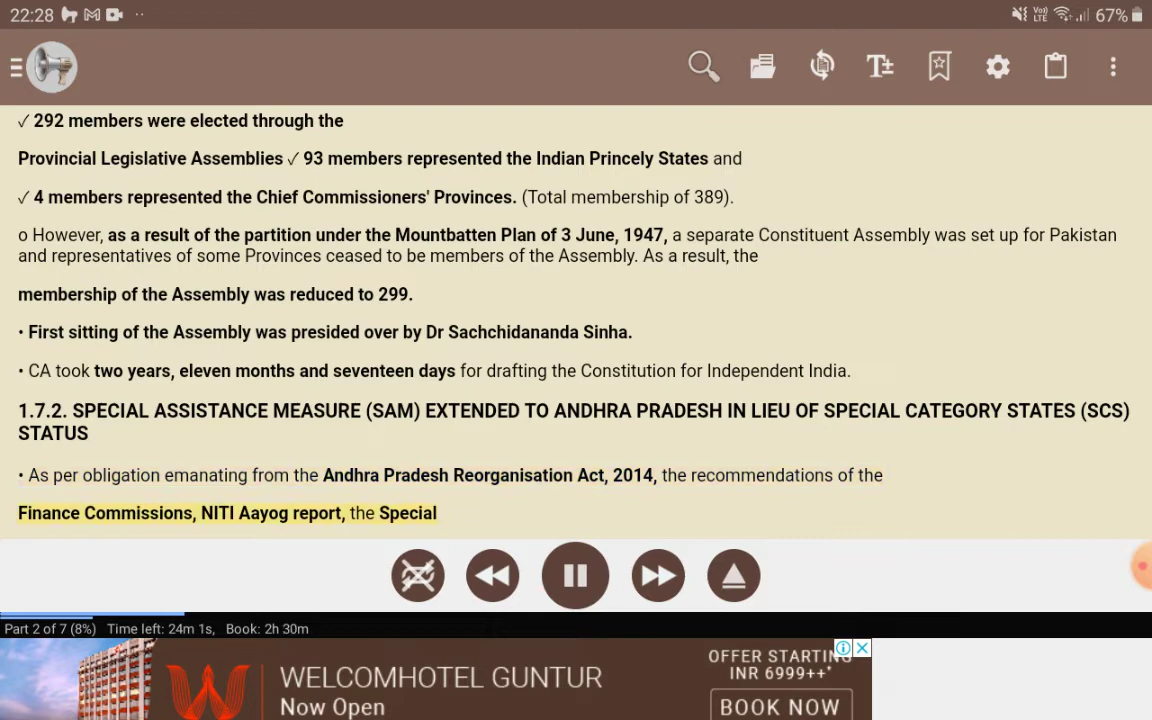 22:28
Vo) LTE 67%
T±
✓ 292 members were elected through the
Provincial Legislative Assemblies ✓ 93 members represented the Indian Princely States and
✓ 4 members represented the Chief Commissioners' Provinces. (Total membership of 389).
o However, as a result of the partition under the Mountbatten Plan of 3 June, 1947, a separate Constituent Assembly was set up for Pakistan
and representatives of some Provinces ceased to be members of the Assembly. As a result, the
membership of the Assembly was reduced to 299.
• First sitting of the Assembly was presided over by Dr Sachchidananda Sinha.
• CA took two years, eleven months and seventeen days for drafting the Constitution for Independent India.
1.7.2. SPECIAL ASSISTANCE MEASURE (SAM) EXTENDED TO ANDHRA PRADESH IN LIEU OF SPECIAL CATEGORY STATES (SCS)
STATUS
• As per obligation emanating from the Andhra Pradesh Reorganisation Act, 2014, the recommendations of the
Finance Commissions, NITI Aayog report, the Special
Part 2 of 7 (8%) Time left: 24m 1s, Book: 2h 30m
WELCOMHOTEL GUNTUR
Now Open
OFFER STARTING
INR 6999++*
BOOK NOW